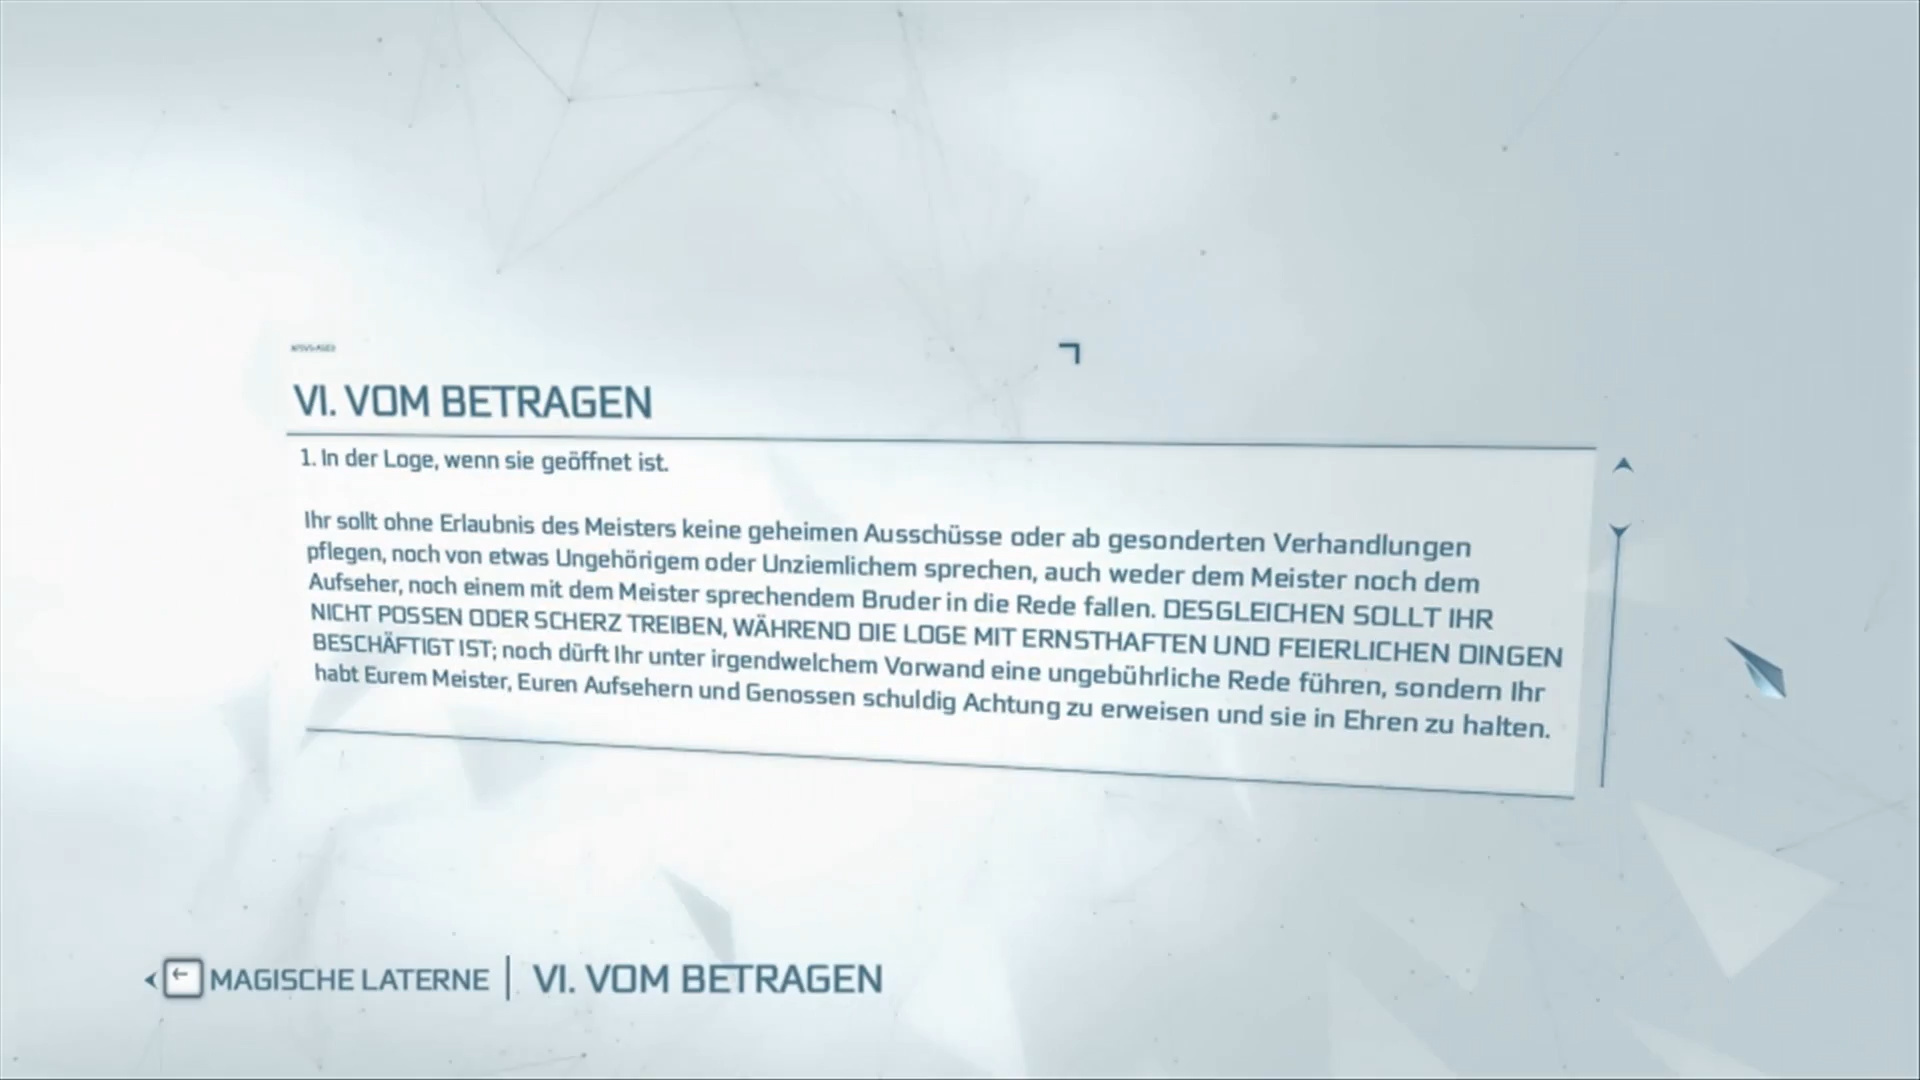 VI. VOM BETRAGEN
1. In der Loge, wenn sie geöffnet ist.
Ihr sollt ohne Erlaubnis des Meisters keine geheimen Ausschüsse oder ab gesonderten Verhandlungen
pflegen, noch von etwas Ungehörigem oder Unziemlichem sprechen, auch weder dem Meister noch dem
Aufseher, noch einem mit dem Meister sprechendem Bruder in die Rede fallen. DESGLEICHEN SOLLT IHR
NICHT POSSEN ODER SCHERZ TREIBEN, WÄHREND DIE LOGE MIT ERNSTHAFTEN UND FEIERLICHEN DINGEN
BESCHÄFTIGT IST; noch dürft Ihr unter irgendwelchem Vorwand eine ungebührliche Rede führen, sondern Ihr
habt Eurem Meister, Euren Aufsehern und Genossen schuldig Achtung zu erweisen und sie in Ehren zu halten.
MAGISCHE LATERNE | VI. VOM BETRAGEN